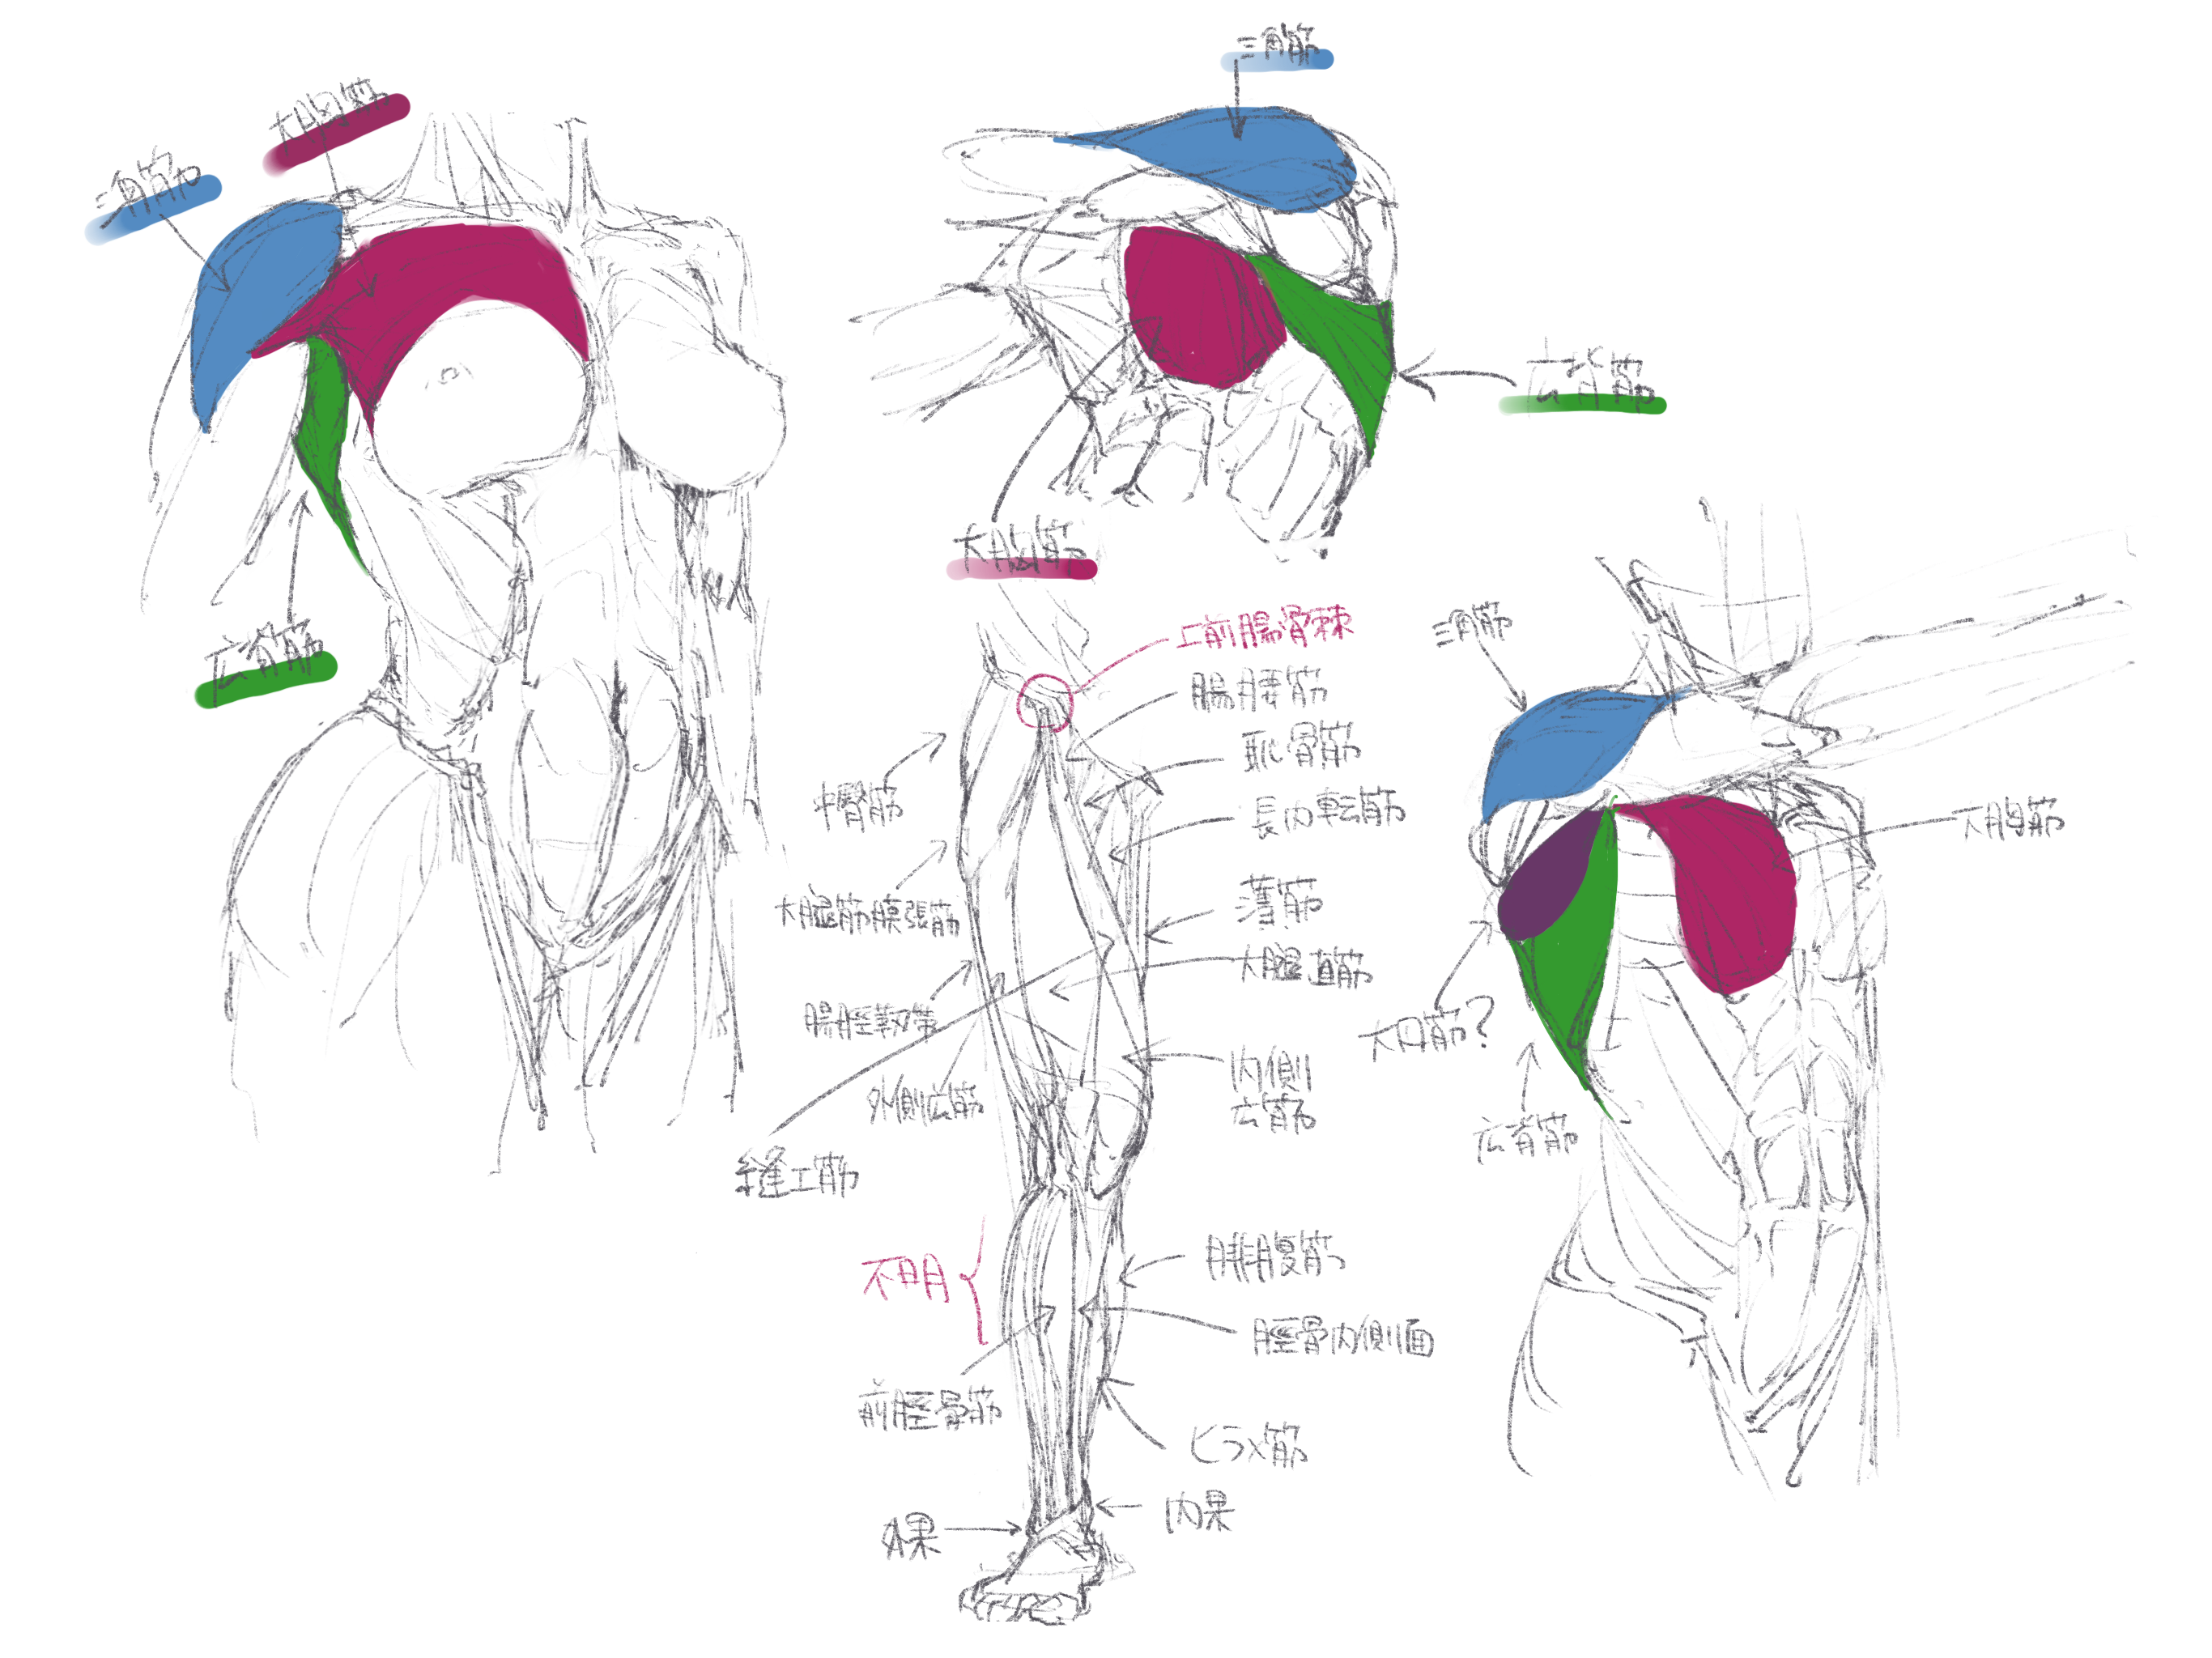 大胸筋
三角筋
広背筋
三角筋
広背筋
大胸筋
上前腸骨棘
腸腰筋
恥骨筋
長内転筋
薄筋
大腿直筋
内側
広筋
中臀筋
大腿筋膜張筋
腸脛靭帯
外側広筋
縫工筋
不明
腓腹筋
脛骨内側面
前脛骨筋
ヒラメ筋
外果
内果
三角筋
大胸筋
大円筋?
広背筋